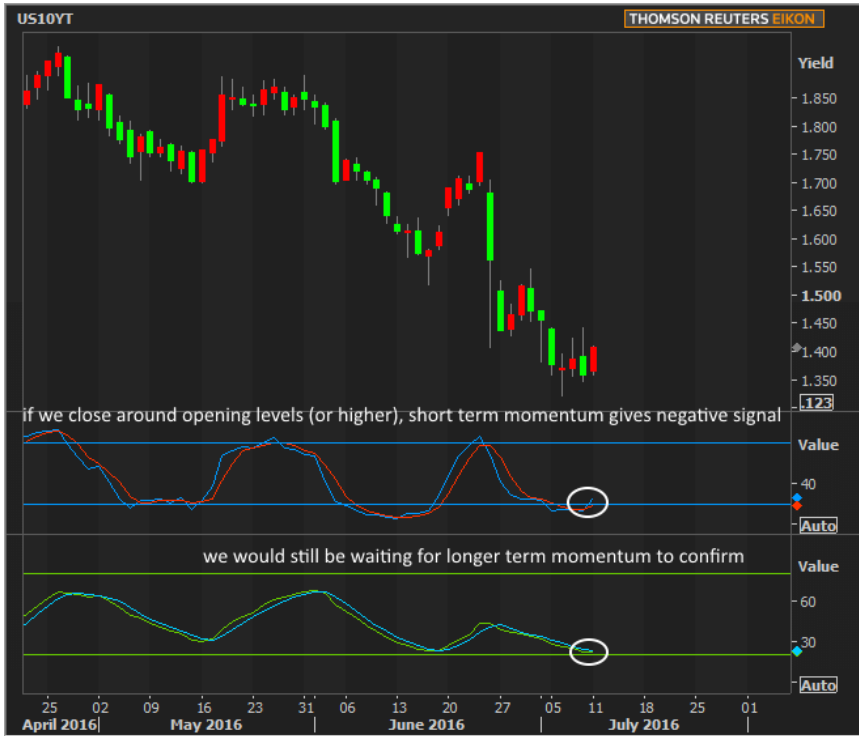 US10YT
THOMSON REUTERS EIKON
Yield
1.850
1.800
1.750
1.700
1.650
1.600
1.550
1.500
1.450
1.400
1.350
.123
if we close around opening levels (or higher), short term momentum gives negative signal
Value
40
Auto
we would still be waiting for longer term momentum to confirm
Value
60
30
Auto
25 02 09 16 23 31 06 13 20 27 05 11 18 25 01
April 2016 May 2016 June 2016 July 2016